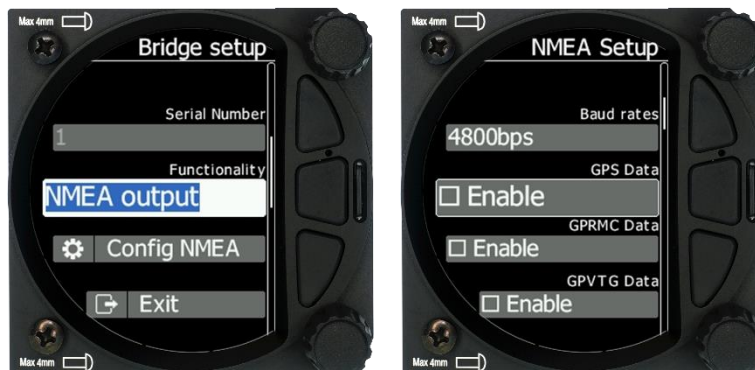 Max 4mm
Bridge setup
Serial Number
1
Functionality
NMEA output
Config NMEA
Exit
Max 4mm
Max 4mm
NMEA Setup
Baud rates
4800bps
GPS Data
Enable
GPRMC Data
Enable
GPVTG Data
Enable
Max 4mm